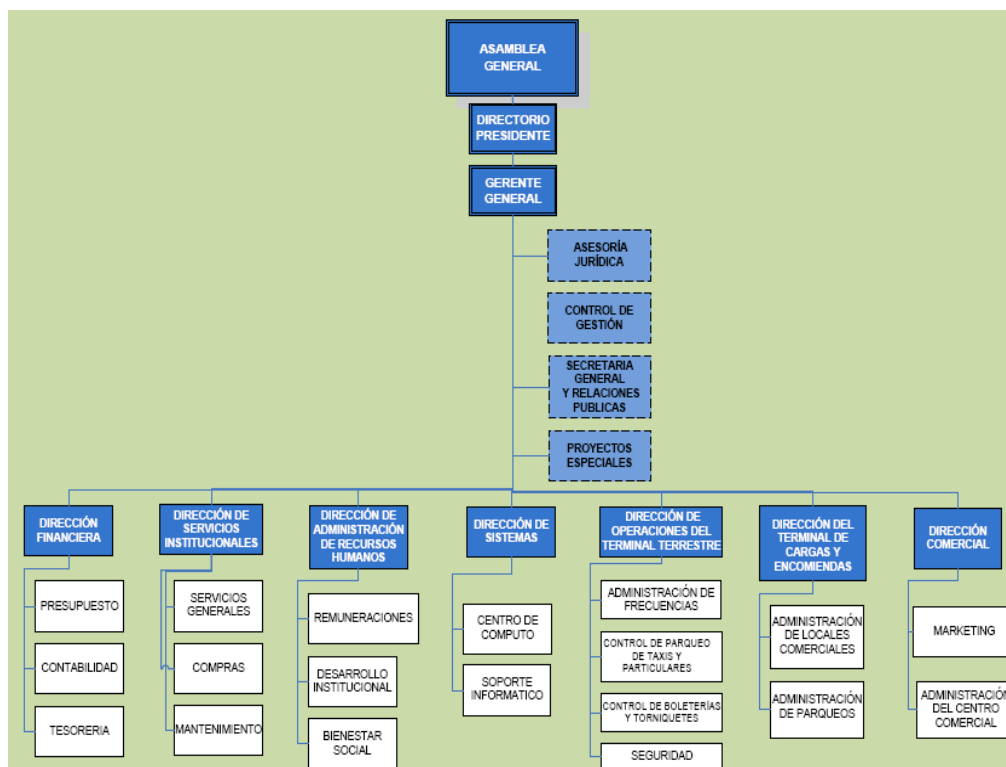 ASAMBLEA
GENERAL
DIRECTORIO
PRESIDENTE
GERENTE
GENERAL
ASESORÍA
JURÍDICA
CONTROL DE
GESTIÓN
SECRETARIA
GENERAL
Y RELACIONES
PUBLICAS
PROYECTOS
ESPECIALES
DIRECCIÓN
FINANCIERA
PRESUPUESTO
CONTABILIDAD
TESORERIA
DIRECCIÓN DE
SERVICIOS
INSTITUCIONALES
SERVICIOS
GENERALES
COMPRAS
MANTENIMIENTO
DIRECCIÓN DE
ADMINISTRACIÓN
DE RECURSOS
HUMANOS
REMUNERACIONES
DESARROLLO
INSTITUCIONAL
BIENESTAR
SOCIAL
DIRECCIÓN DE
SISTEMAS
CENTRO DE
COMPUTO
SOPORTE
INFORMATICO
DIRECCIÓN DE
OPERACIONES DEL
TERMINAL TERRESTRE
ADMINISTRACIÓN DE
FRECUENCIAS
CONTROL DE PARQUEO
DE TAXIS Y
PARTICULARES
CONTROL DE BOLETERÍAS
Y TORNIQUETES
SEGURIDAD
DIRECCIÓN DEL
TERMINAL DE
CARGAS Y
ENCOMIENDAS
ADMINISTRACIÓN
DE LOCALES
COMERCIALES
ADMINISTRACIÓN
DE PARQUEOS
DIRECCIÓN
COMERCIAL
MARKETING
ADMINISTRACIÓN
DEL CENTRO
COMERCIAL